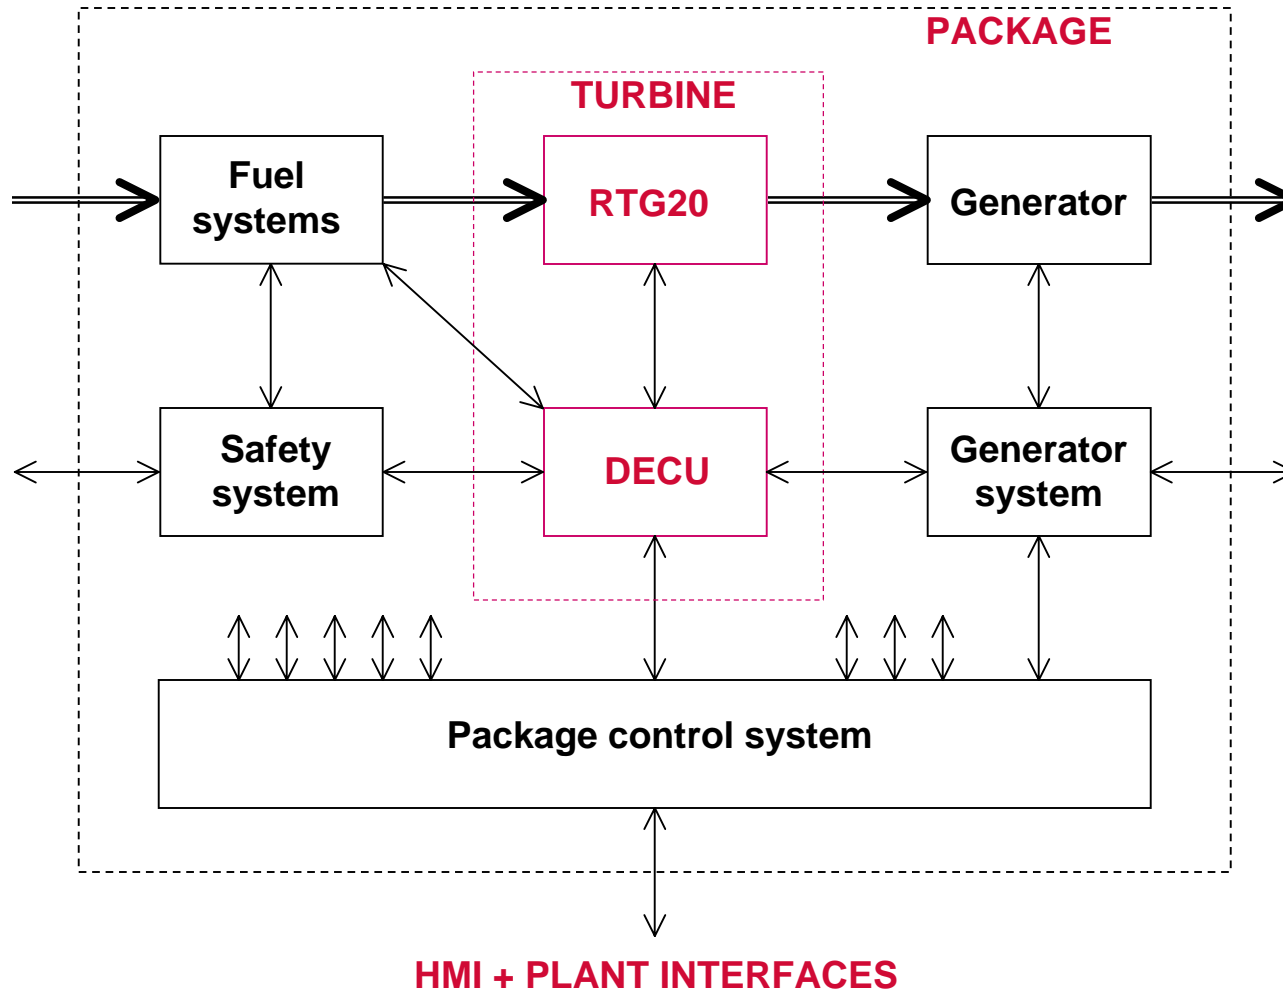 PACKAGE
TURBINE
Fuel
systems
RTG20
Generator
Safety
system
DECU
Generator
system
Package control system
HMI + PLANT INTERFACES